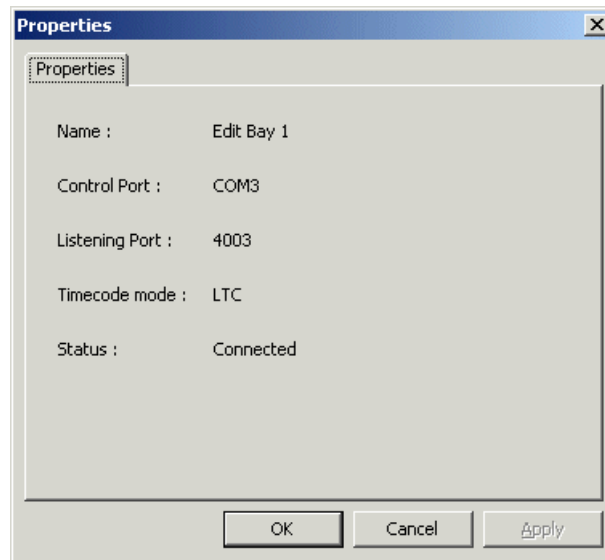 Properties
Properties
Name : Edit Bay 1
Control Port : COM3
Listening Port : 4003
Timecode mode : LTC
Status : Connected
OK Cancel Apply